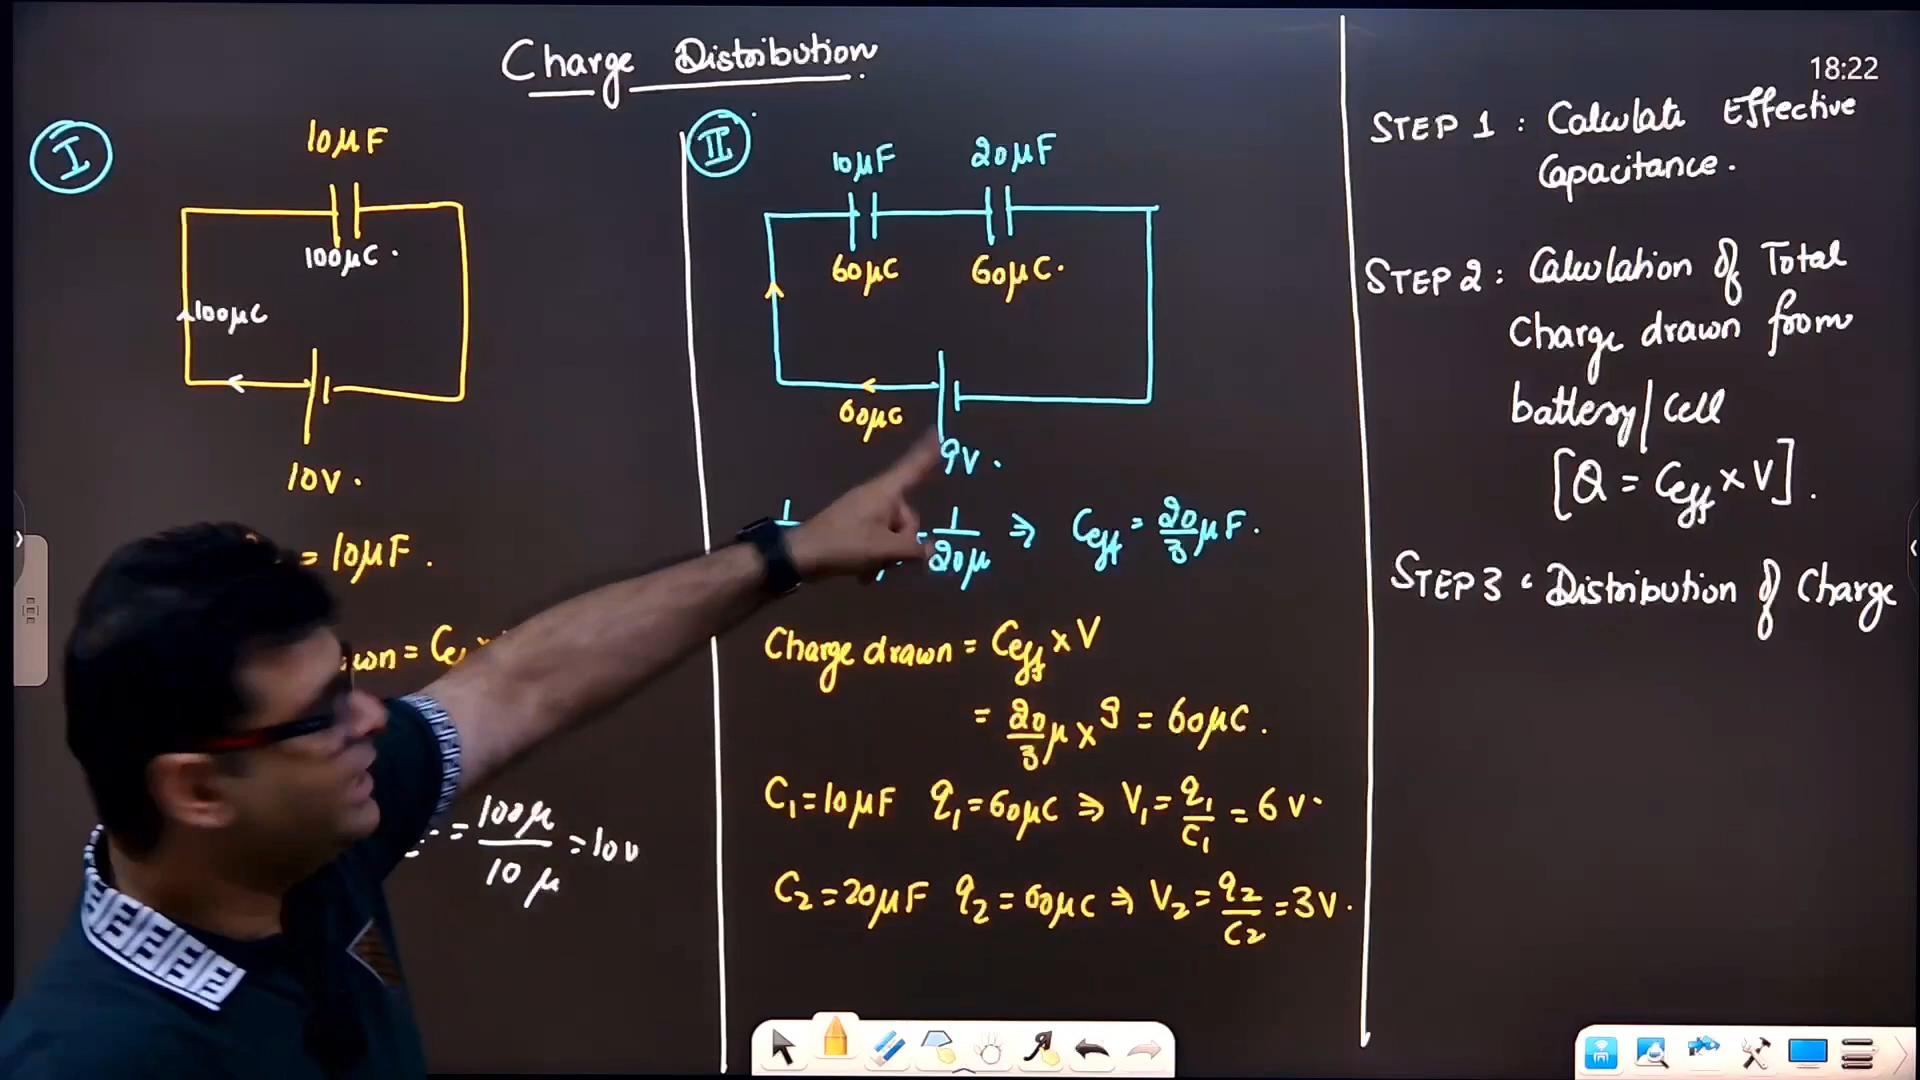 Charge Distribution
18:22
I
10μF
100μC.
100μC
10V.
= 10μF.
= 100μ/10μ = 10V
II
10μF 20μF
60μC 60μC.
60μC
9V.
1/20μ ⇒ Ceff = 20/3 μF.
Charge drawn = Ceff × V
= 20/3 μ × 9 = 60μC.
C1 = 10μF q1 = 60μC ⇒ V1 = q1/C1 = 6V.
C2 = 20μF q2 = 60μC ⇒ V2 = q2/C2 = 3V.
STEP 1 : Calculate Effective
Capacitance.
STEP 2 : Calculation of Total
Charge drawn from
battery/cell
[Q = Ceff × V].
STEP 3 : Distribution of Charge